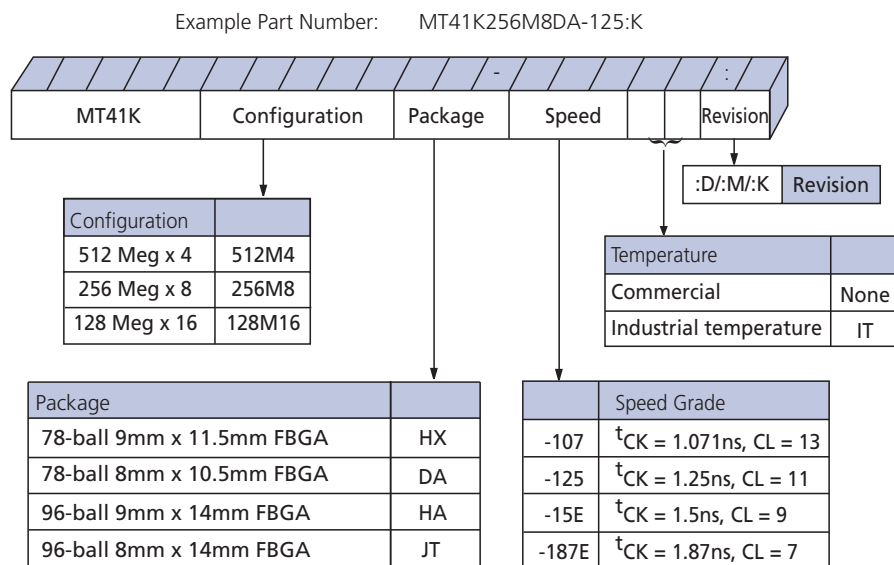 Example Part Number: MT41K256M8DA-125:K
- :
MT41K Configuration Package Speed Revision
:D/:M/:K Revision
Configuration
512 Meg x 4 512M4
256 Meg x 8 256M8
128 Meg x 16 128M16
Temperature
Commercial None
Industrial temperature IT
Package
78-ball 9mm x 11.5mm FBGA HX
78-ball 8mm x 10.5mm FBGA DA
96-ball 9mm x 14mm FBGA HA
96-ball 8mm x 14mm FBGA JT
Speed Grade
-107 tCK = 1.071ns, CL = 13
-125 tCK = 1.25ns, CL = 11
-15E tCK = 1.5ns, CL = 9
-187E tCK = 1.87ns, CL = 7